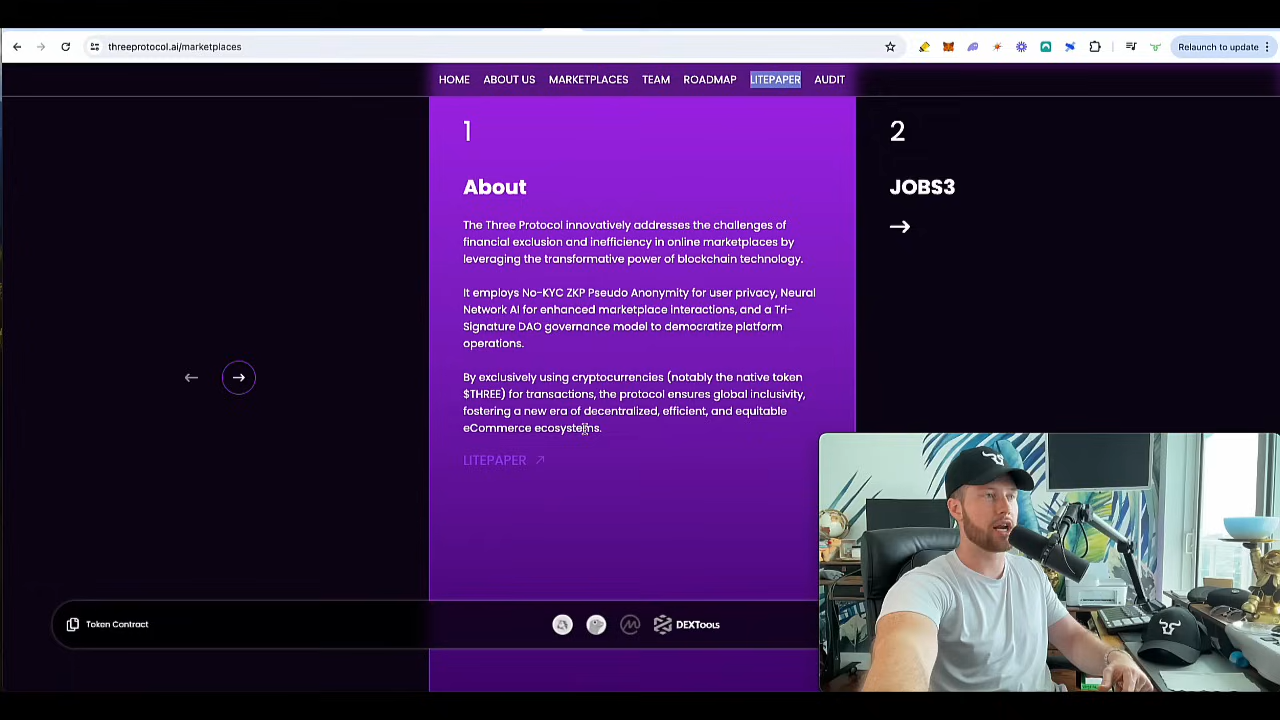 threeprotocol.ai/marketplaces
Relaunch to update
HOME ABOUT US MARKETPLACES TEAM ROADMAP LITEPAPER AUDIT
1
About
The Three Protocol innovatively addresses the challenges of
financial exclusion and inefficiency in online marketplaces by
leveraging the transformative power of blockchain technology.
It employs No-KYC ZKP Pseudo Anonymity for user privacy, Neural
Network AI for enhanced marketplace interactions, and a Tri-
Signature DAO governance model to democratize platform
operations.
By exclusively using cryptocurrencies (notably the native token
$THREE) for transactions, the protocol ensures global inclusivity,
fostering a new era of decentralized, efficient, and equitable
eCommerce ecosystems.
LITEPAPER
2
JOBS3
Token Contract
DEXTools